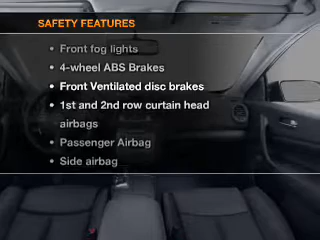 SAFETY FEATURES
• Front fog lights
• 4-wheel ABS Brakes
• Front Ventilated disc brakes
• 1st and 2nd row curtain head
airbags
• Passenger Airbag
• Side airbag